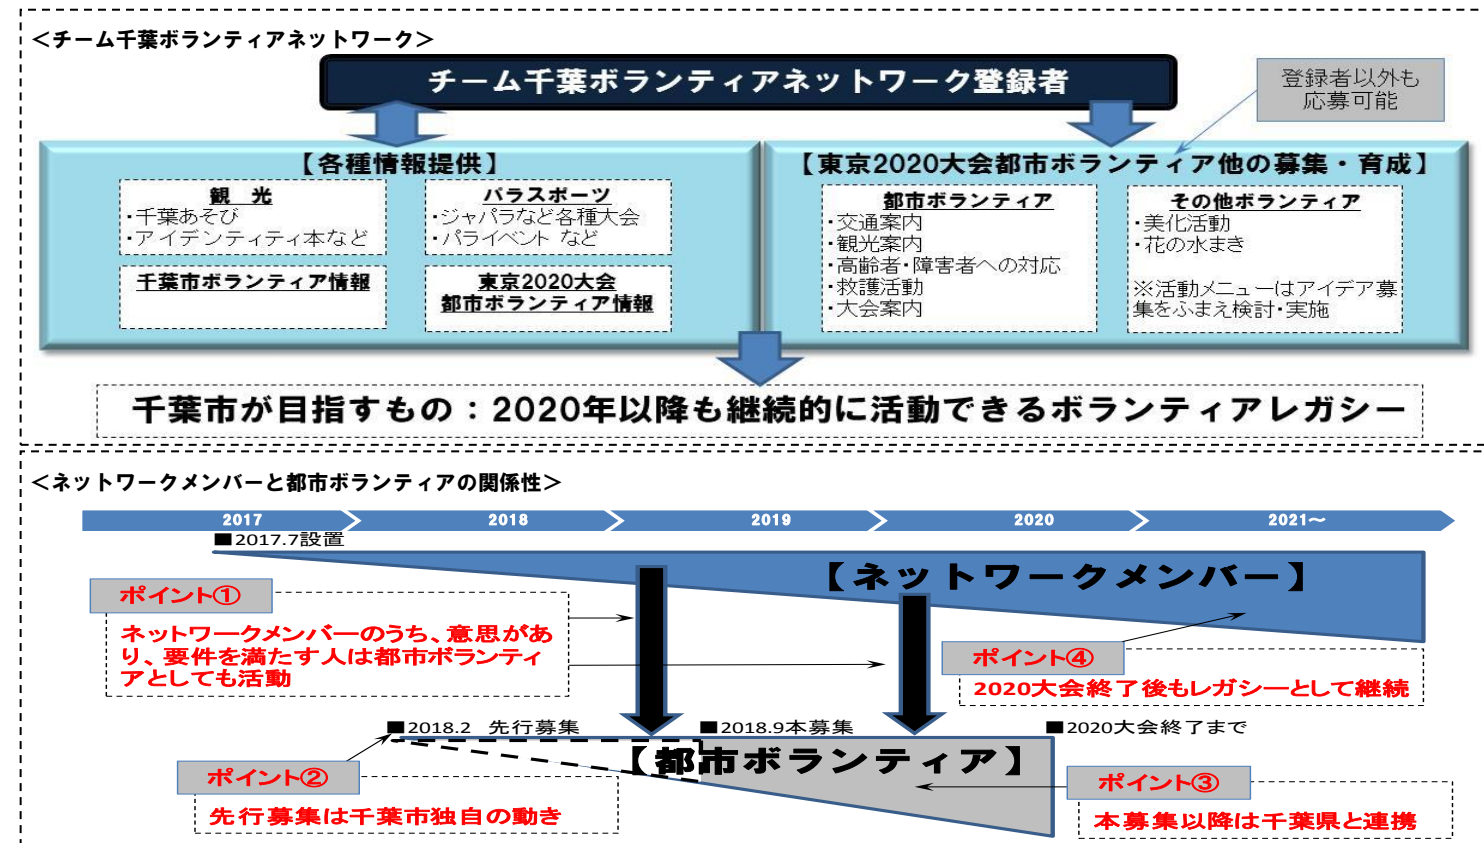 ＜チーム千葉ボランティアネットワーク＞
チーム千葉ボランティアネットワーク登録者
登録者以外も
応募可能
【各種情報提供】
観　光
・千葉あそび
・アイデンティティ本など
パラスポーツ
・ジャパラなど各種大会
・パライベント など
千葉市ボランティア情報
東京2020大会
都市ボランティア情報
【東京2020大会都市ボランティア他の募集・育成】
都市ボランティア
・交通案内
・観光案内
・高齢者・障害者への対応
・救護活動
・大会案内
その他ボランティア
・美化活動
・花の水まき
※活動メニューはアイデア募
集をふまえ検討・実施
千葉市が目指すもの：2020年以降も継続的に活動できるボランティアレガシー
＜ネットワークメンバーと都市ボランティアの関係性＞
2017
2018
2019
2020
2021～
■2017.7設置
【ネットワークメンバー】
ポイント①
ネットワークメンバーのうち、意思があ
り、要件を満たす人は都市ボランティ
アとしても活動
ポイント④
2020大会終了後もレガシーとして継続
■2018.2 先行募集
■2018.9本募集
■2020大会終了まで
【都市ボランティア】
ポイント②
先行募集は千葉市独自の動き
ポイント③
本募集以降は千葉県と連携